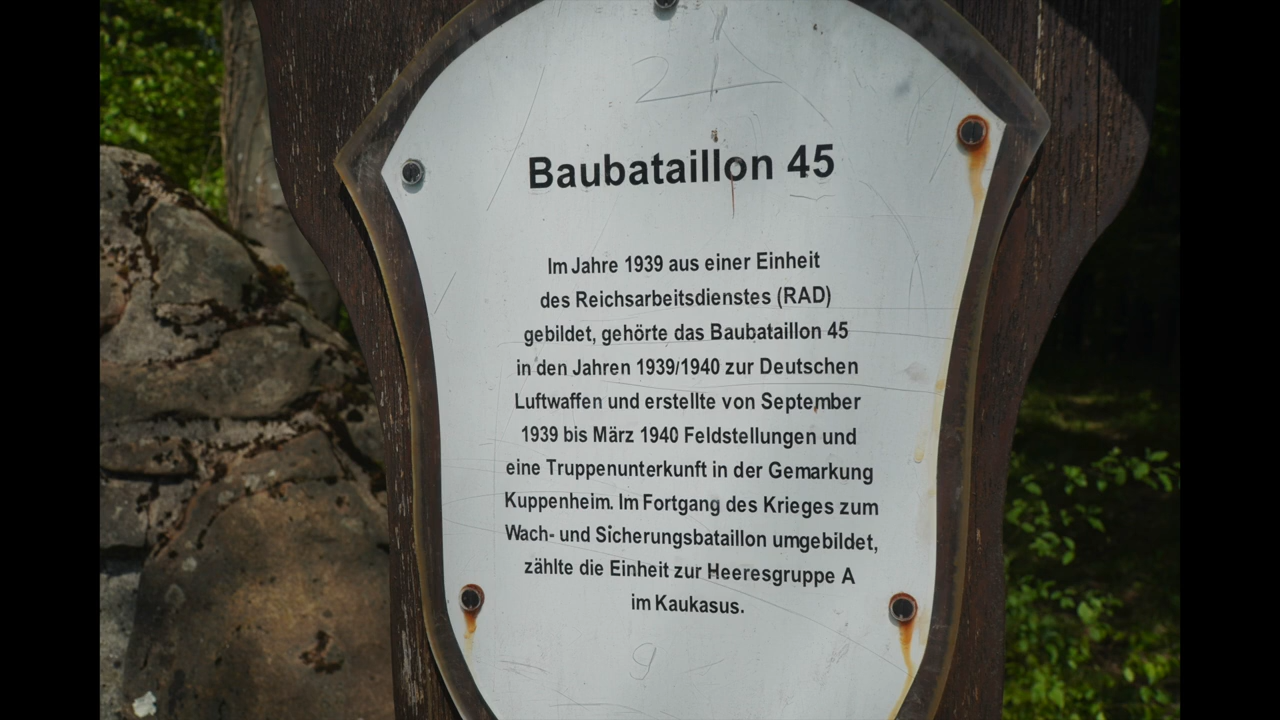 Baubataillon 45
Im Jahre 1939 aus einer Einheit
des Reichsarbeitsdienstes (RAD)
gebildet, gehörte das Baubataillon 45
in den Jahren 1939/1940 zur Deutschen
Luftwaffen und erstellte von September
1939 bis März 1940 Feldstellungen und
eine Truppenunterkunft in der Gemarkung
Kuppenheim. Im Fortgang des Krieges zum
Wach- und Sicherungsbataillon umgebildet,
zählte die Einheit zur Heeresgruppe A
im Kaukasus.